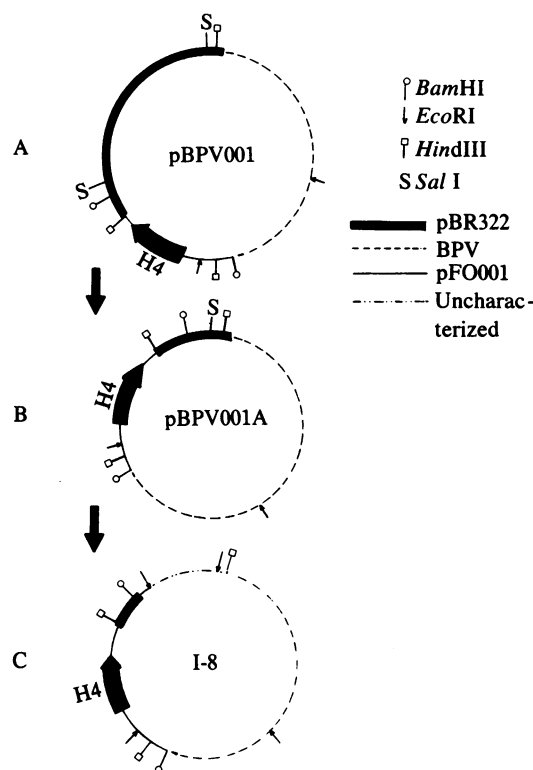 S
A
pBPV001
S
H4
BamHI
EcoRI
HindIII
S Sal I
pBR322
BPV
pFO001
Uncharac-
terized
S
H4
B
pBPV001A
C
I-8
H4